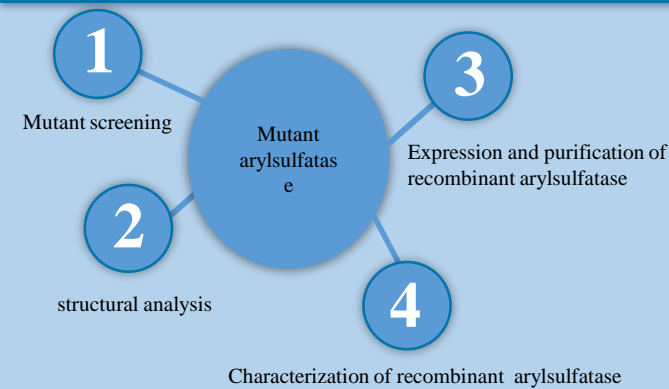 1
Mutant screening
2
structural analysis
Mutant
arylsulfatas
e
3
Expression and purification of
recombinant arylsulfatase
4
Characterization of recombinant arylsulfatase